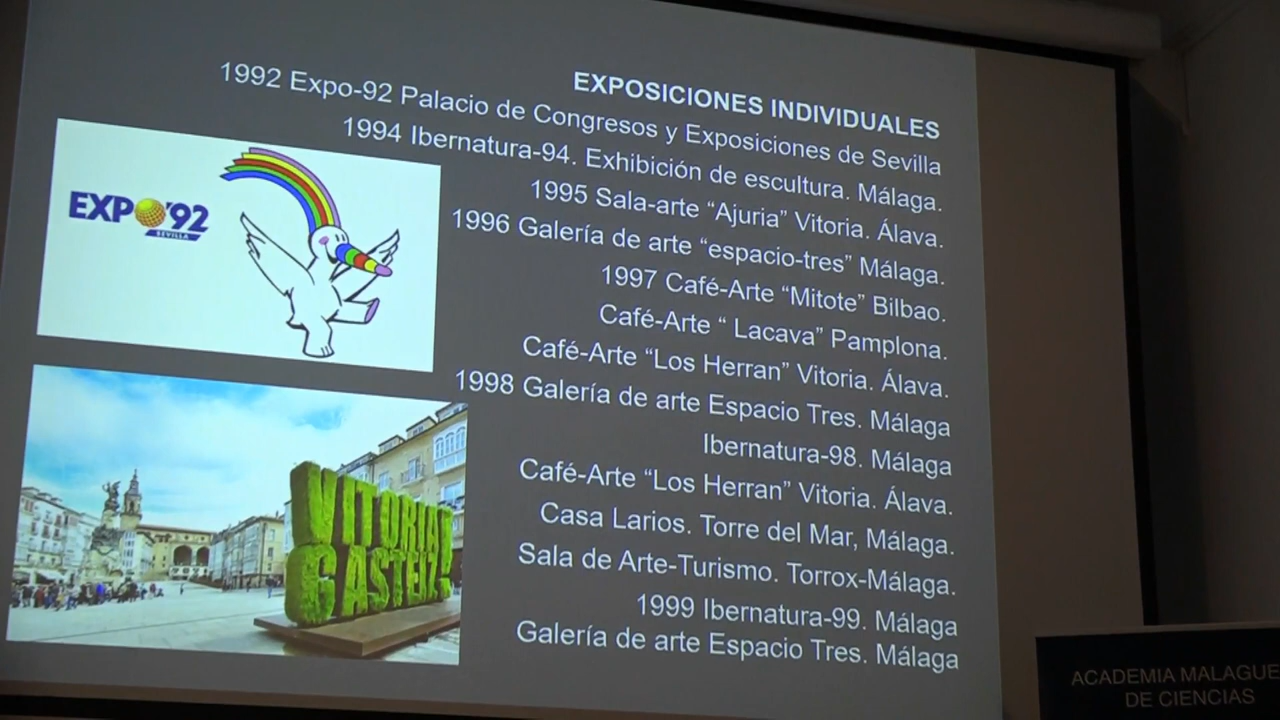 EXPOSICIONES INDIVIDUALES
1992 Expo-92 Palacio de Congresos y Exposiciones de Sevilla
1994 Ibernatura-94. Exhibición de escultura. Málaga.
1995 Sala-arte “Ajuria” Vitoria. Álava.
1996 Galería de arte “espacio-tres” Málaga.
1997 Café-Arte “Mitote” Bilbao.
Café-Arte “ Lacava” Pamplona.
Café-Arte “Los Herran” Vitoria. Álava.
1998 Galería de arte Espacio Tres. Málaga
Ibernatura-98. Málaga
Café-Arte “Los Herran” Vitoria. Álava.
Casa Larios. Torre del Mar, Málaga.
Sala de Arte-Turismo. Torrox-Málaga.
1999 Ibernatura-99. Málaga
Galería de arte Espacio Tres. Málaga
EXPO'92
SEVILLA
VITORIA
GASTEIZ
ACADEMIA MALAGUE
DE CIENCIAS